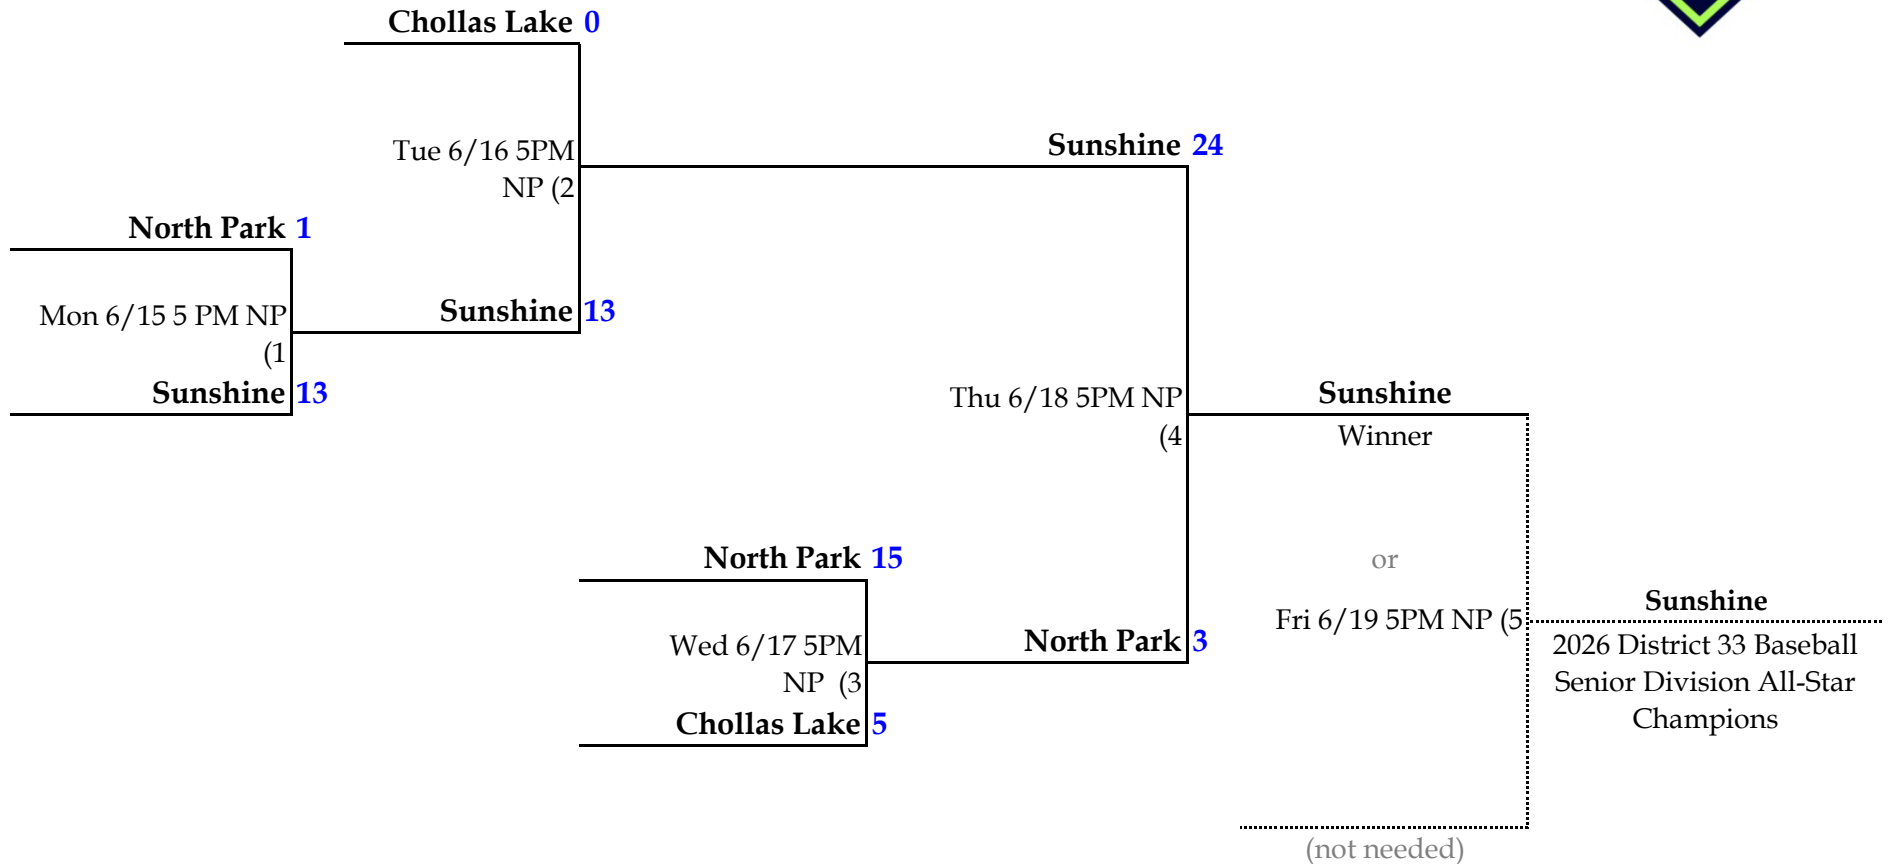 Chollas Lake 0
Tue 6/16 5PM
NP (2
Sunshine 24
North Park 1
Mon 6/15 5 PM NP
(1
Sunshine 13
Sunshine 13
Thu 6/18 5PM NP
(4
Sunshine
Winner
North Park 15
or
Wed 6/17 5PM
NP (3
North Park 3
Chollas Lake 5
Fri 6/19 5PM NP (5
Sunshine
2026 District 33 Baseball
Senior Division All-Star
Champions
(not needed)